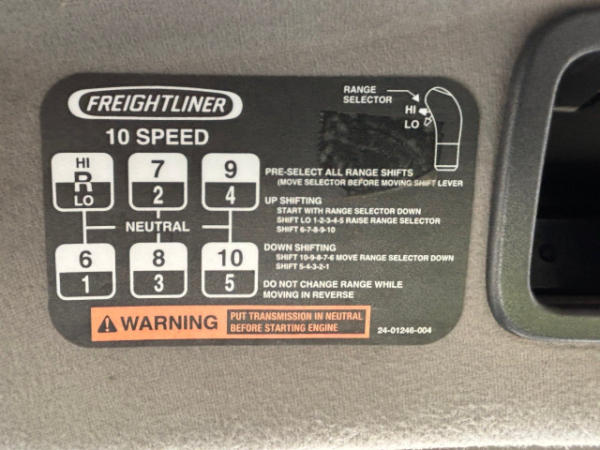 FREIGHTLINER
10 SPEED
RANGE
SELECTOR
HI
LO
HI
R
LO
7
2
9
4
NEUTRAL
6
1
8
3
10
5
PRE-SELECT ALL RANGE SHIFTS
(MOVE SELECTOR BEFORE MOVING SHIFT LEVER
UP SHIFTING
START WITH RANGE SELECTOR DOWN
SHIFT LO 1-2-3-4-5 RAISE RANGE SELECTOR
SHIFT 6-7-8-9-10
DOWN SHIFTING
SHIFT 10-9-8-7-6 MOVE RANGE SELECTOR DOWN
SHIFT 5-4-3-2-1
DO NOT CHANGE RANGE WHILE
MOVING IN REVERSE
WARNING
PUT TRANSMISSION IN NEUTRAL
BEFORE STARTING ENGINE
24-01246-004